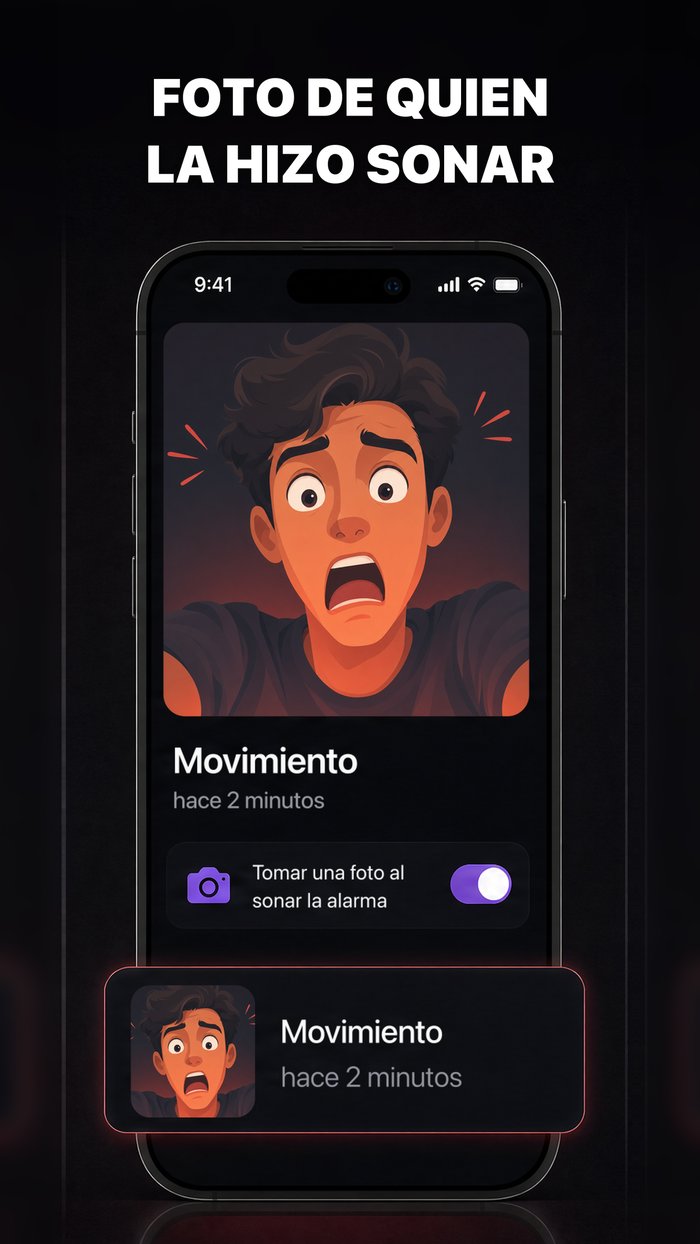 FOTO DE QUIEN
LA HIZO SONAR
9:41
Movimiento
hace 2 minutos
Tomar una foto al
sonar la alarma
Movimiento
hace 2 minutos